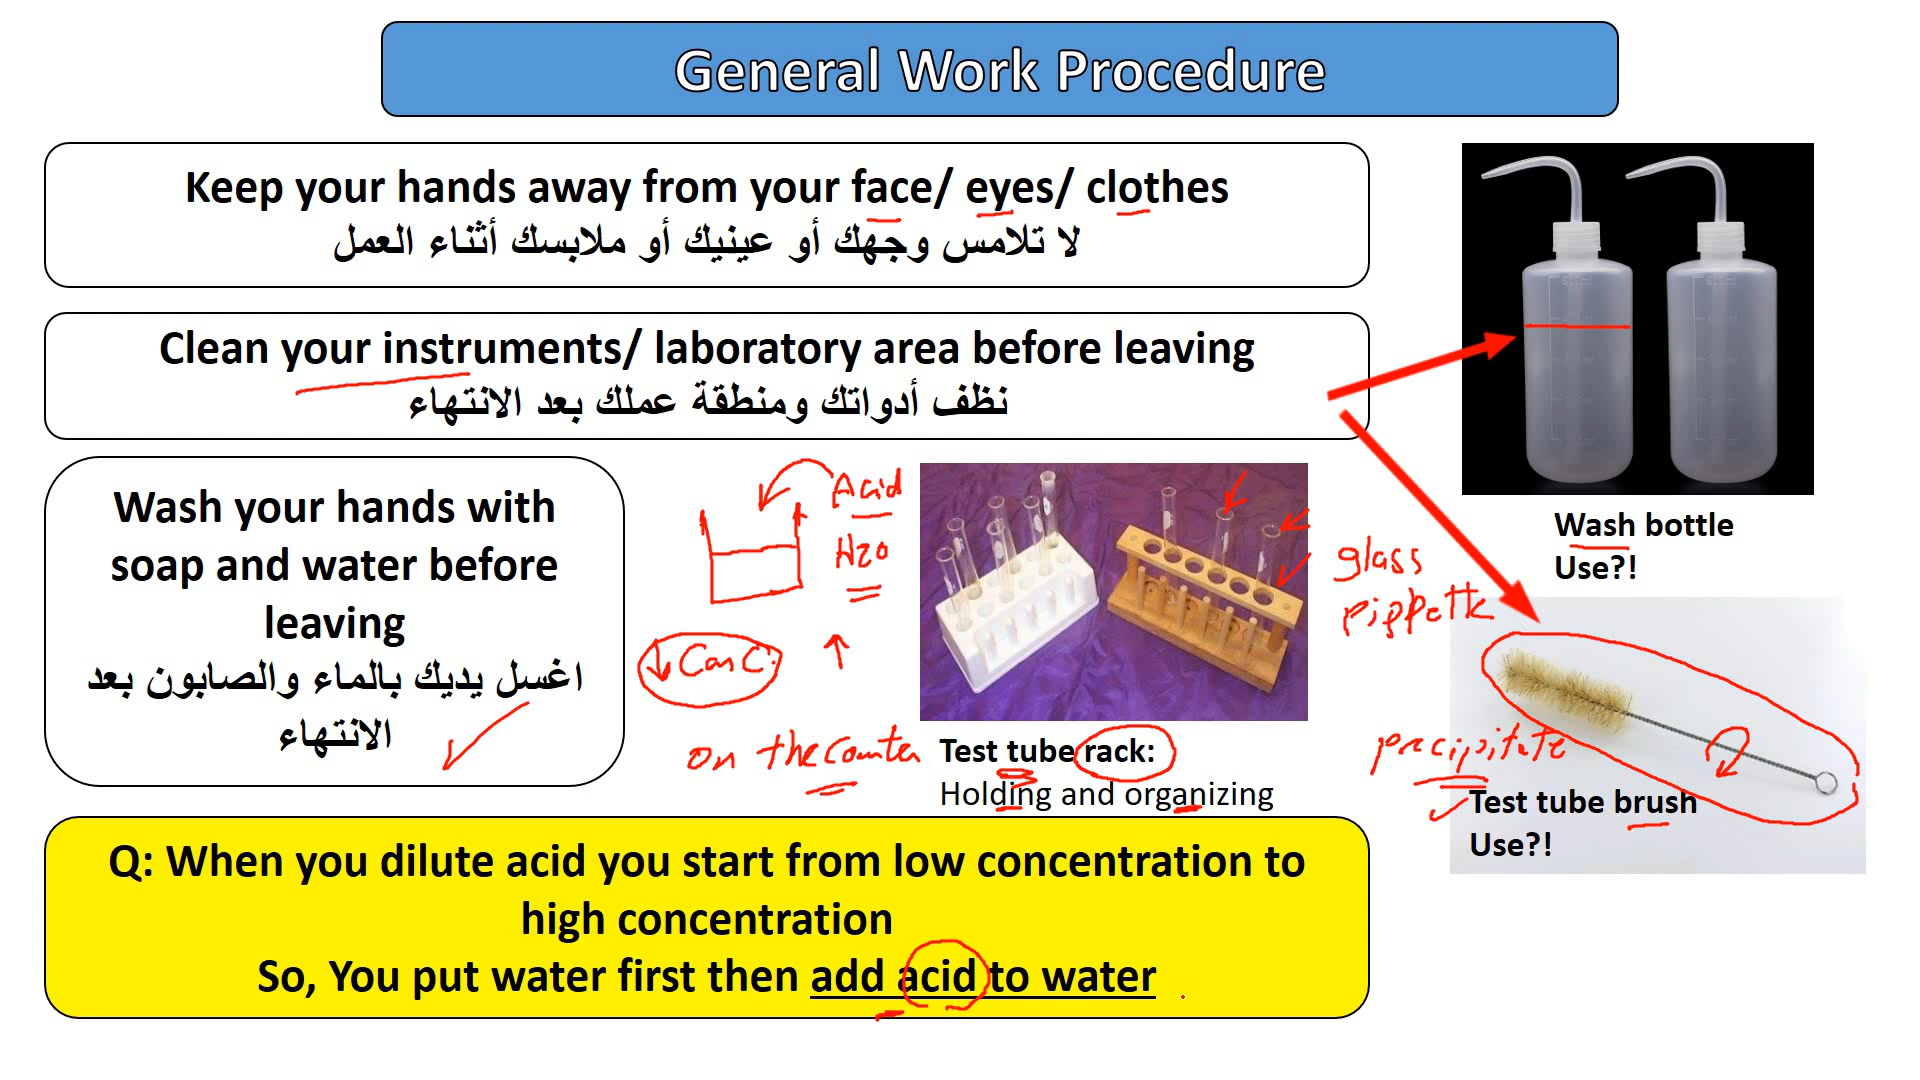 General Work Procedure
Keep your hands away from your face/ eyes/ clothes
لا تلامس وجهك أو عينيك أو ملابسك أثناء العمل
Clean your instruments/ laboratory area before leaving
نظف أدواتك ومنطقة عملك بعد الانتهاء
Wash your hands with
soap and water before
leaving
اغسل يديك بالماء والصابون بعد
الانتهاء
Acid
H2O
Conc.
on the counter
Test tube rack:
Holding and organizing
glass
pippette
Wash bottle
Use?!
precipitate
Test tube brush
Use?!
Q: When you dilute acid you start from low concentration to
high concentration
So, You put water first then add acid to water